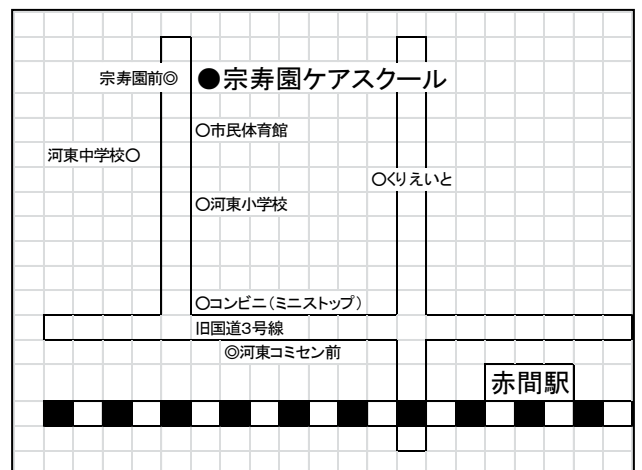 宗寿園前◎
●宗寿園ケアスクール
○市民体育館
河東中学校○
○くりえいと
○河東小学校
○コンビニ（ミニストップ）
旧国道3号線
◎河東コミセン前
赤間駅